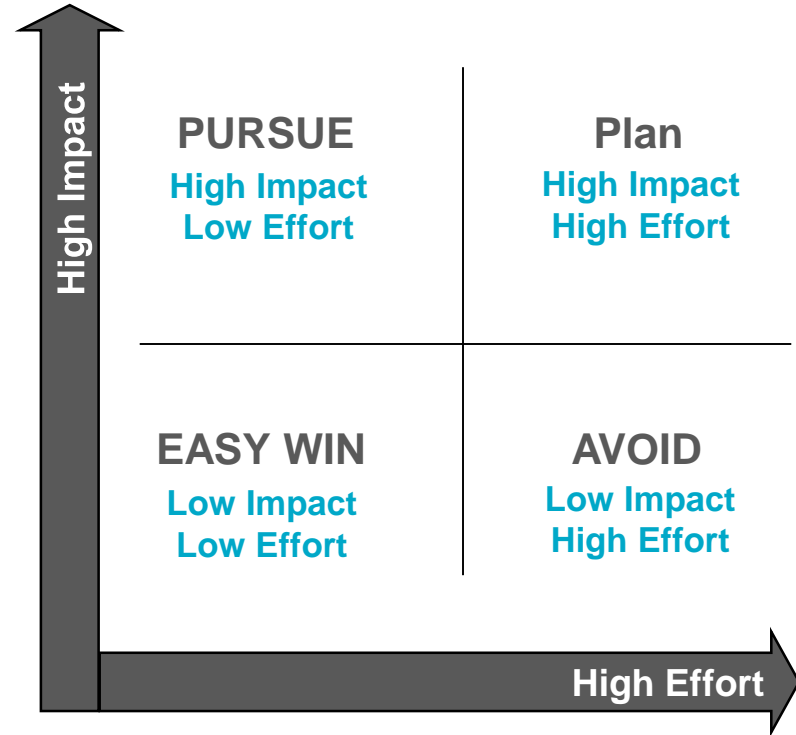 High Impact
PURSUE
High Impact
Low Effort
Plan
High Impact
High Effort
EASY WIN
Low Impact
Low Effort
AVOID
Low Impact
High Effort
High Effort